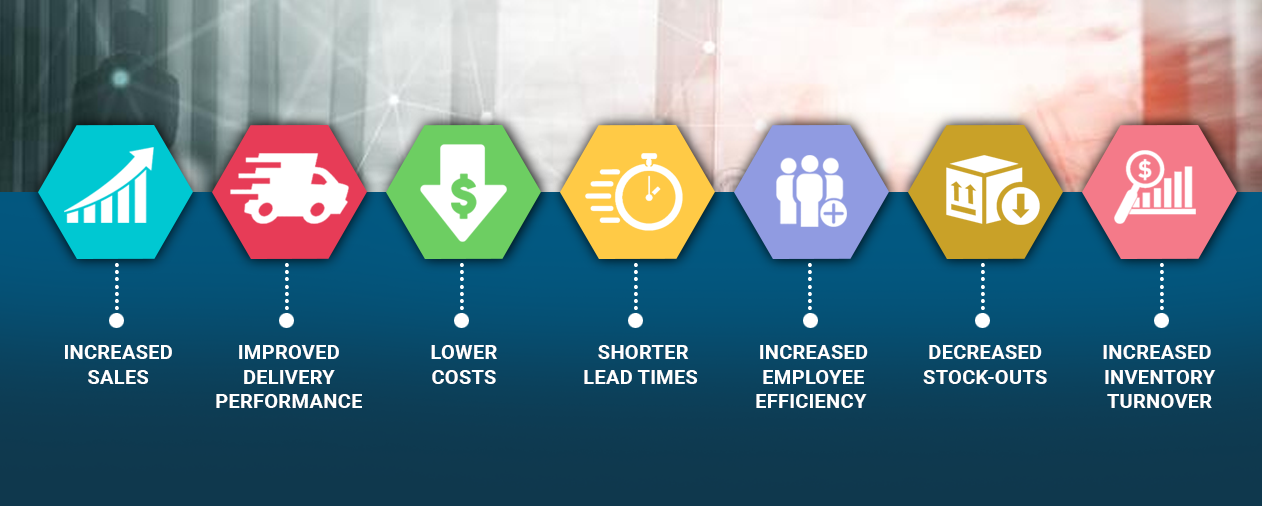 INCREASED
SALES
IMPROVED
DELIVERY
PERFORMANCE
LOWER
COSTS
SHORTER
LEAD TIMES
INCREASED
EMPLOYEE
EFFICIENCY
DECREASED
STOCK-OUTS
INCREASED
INVENTORY
TURNOVER
$
$